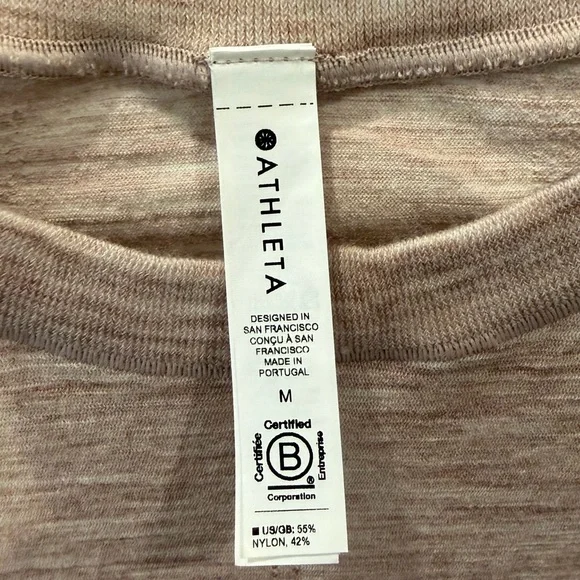 ATHLETA
DESIGNED IN
SAN FRANCISCO
CONÇU À SAN
FRANCISCO
MADE IN
PORTUGAL
M
Certified
Certifiée
B
Entreprise
®
Corporation
■ US/GB: 55%
NYLON, 42%